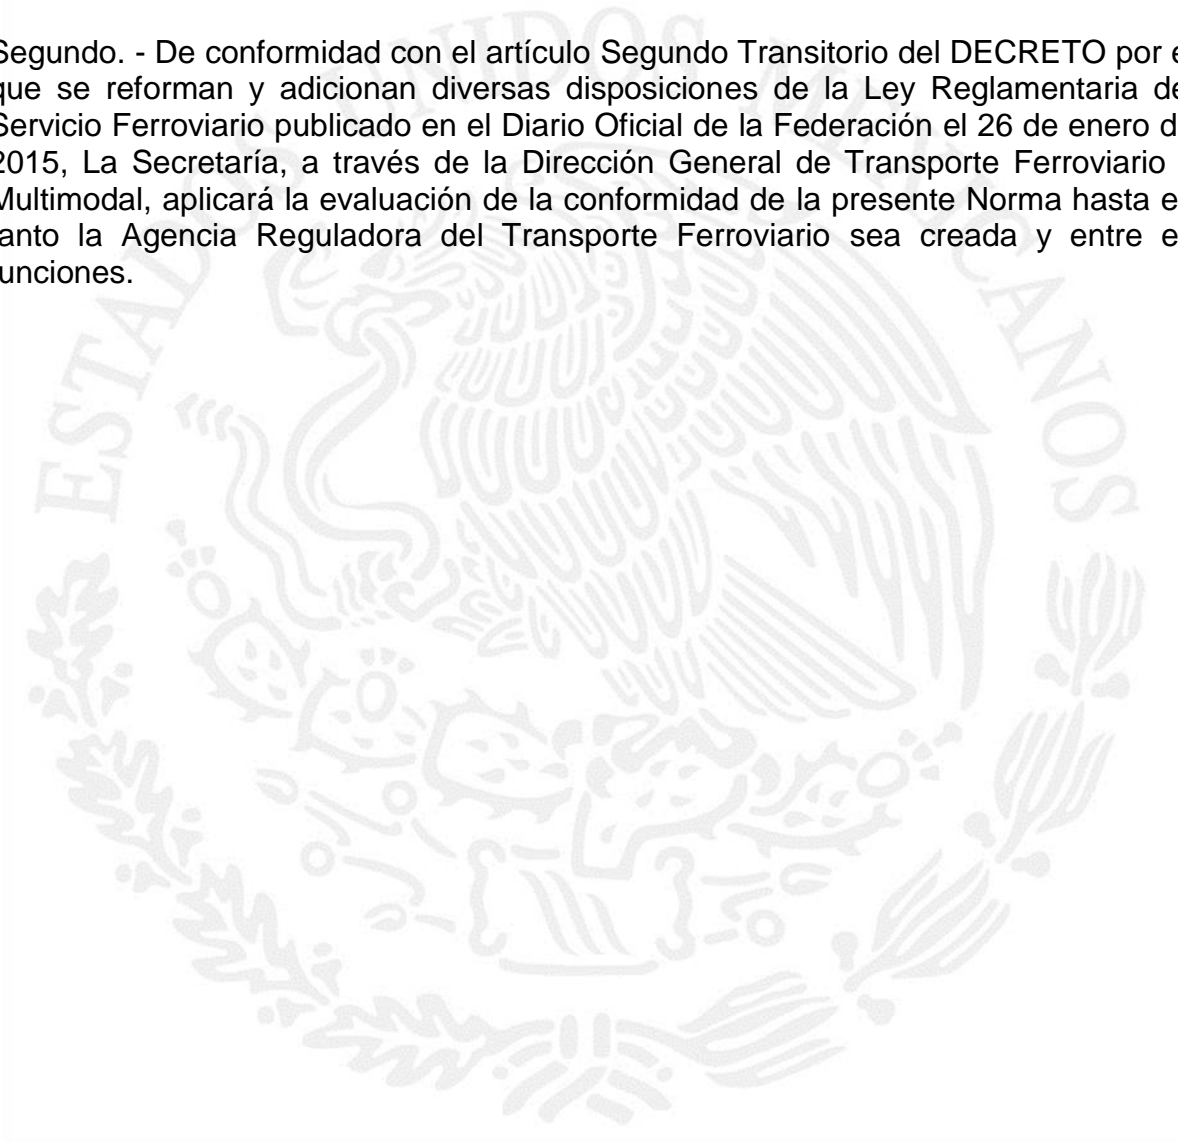 Segundo. - De conformidad con el artículo Segundo Transitorio del DECRETO por e
que se reforman y adicionan diversas disposiciones de la Ley Reglamentaria de
Servicio Ferroviario publicado en el Diario Oficial de la Federación el 26 de enero d
2015, La Secretaría, a través de la Dirección General de Transporte Ferroviario
Multimodal, aplicará la evaluación de la conformidad de la presente Norma hasta e
tanto la Agencia Reguladora del Transporte Ferroviario sea creada y entre e
funciones.
ESTADOS UNIDOS MEXICANOS